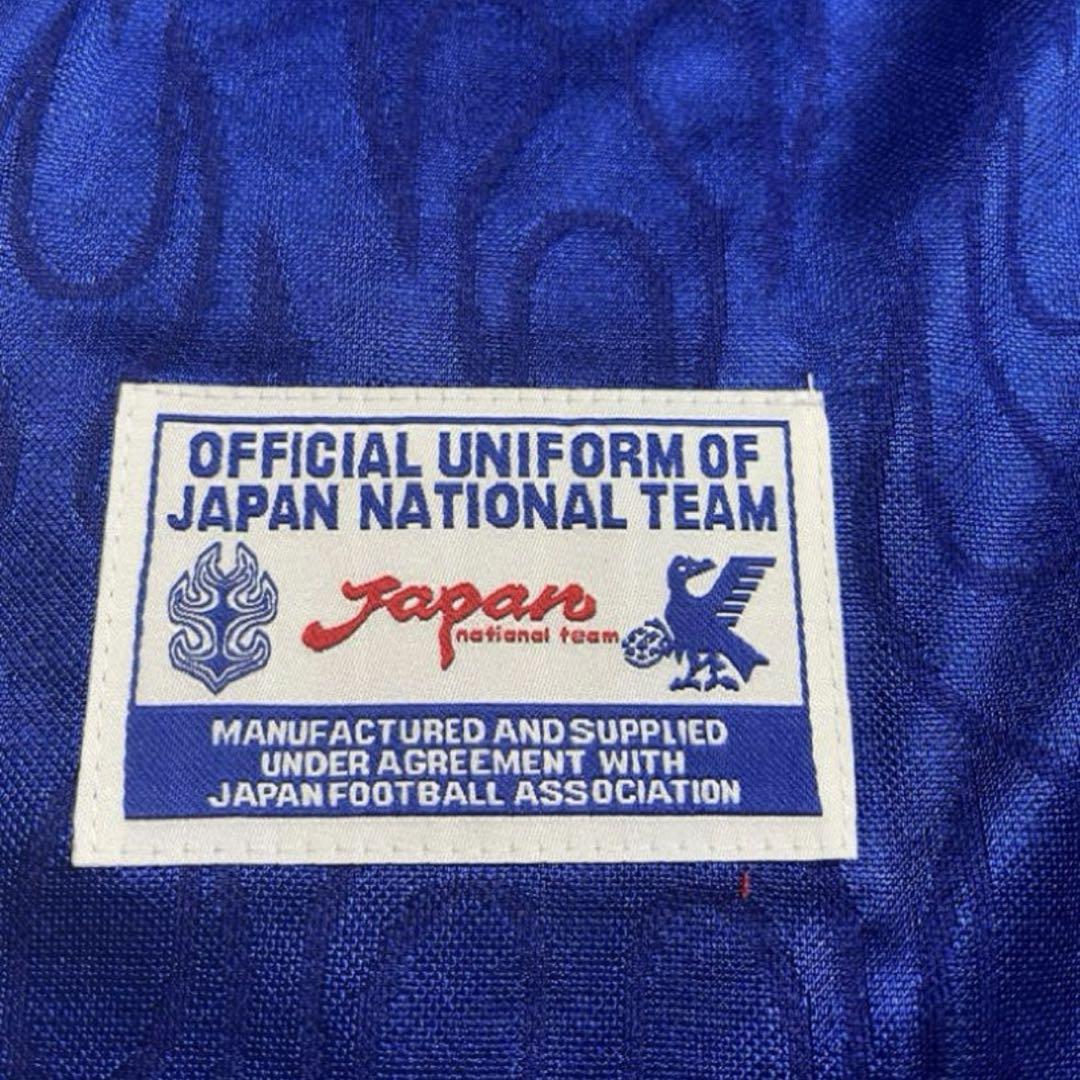 OFFICIAL UNIFORM OF
JAPAN NATIONAL TEAM
Japan
national team
MANUFACTURED AND SUPPLIED
UNDER AGREEMENT WITH
JAPAN FOOTBALL ASSOCIATION